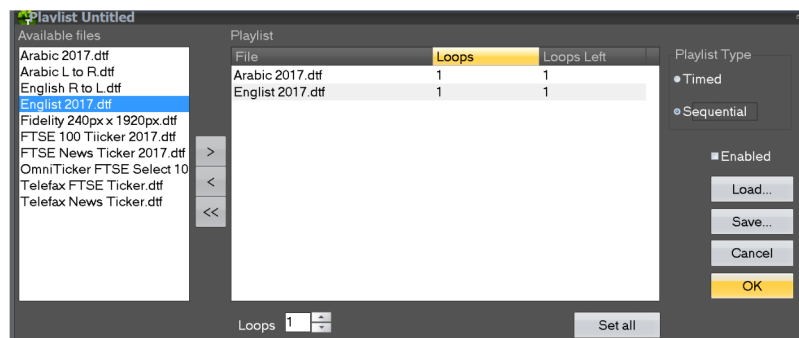 Playlist Untitled
Available files
Arabic 2017.dtf
Arabic L to R.dtf
English R to L.dtf
Englist 2017.dtf
Fidelity 240px x 1920px.dtf
FTSE 100 Tiicker 2017.dtf
FTSE News Ticker 2017.dtf
OmniTicker FTSE Select 10
Telefax FTSE Ticker.dtf
Telefax News Ticker.dtf
>
<
<<
Playlist
File Loops Loops Left
Arabic 2017.dtf 1 1
Englist 2017.dtf 1 1
Loops 1
Set all
Playlist Type
Timed
Sequential
Enabled
Load...
Save...
Cancel
OK